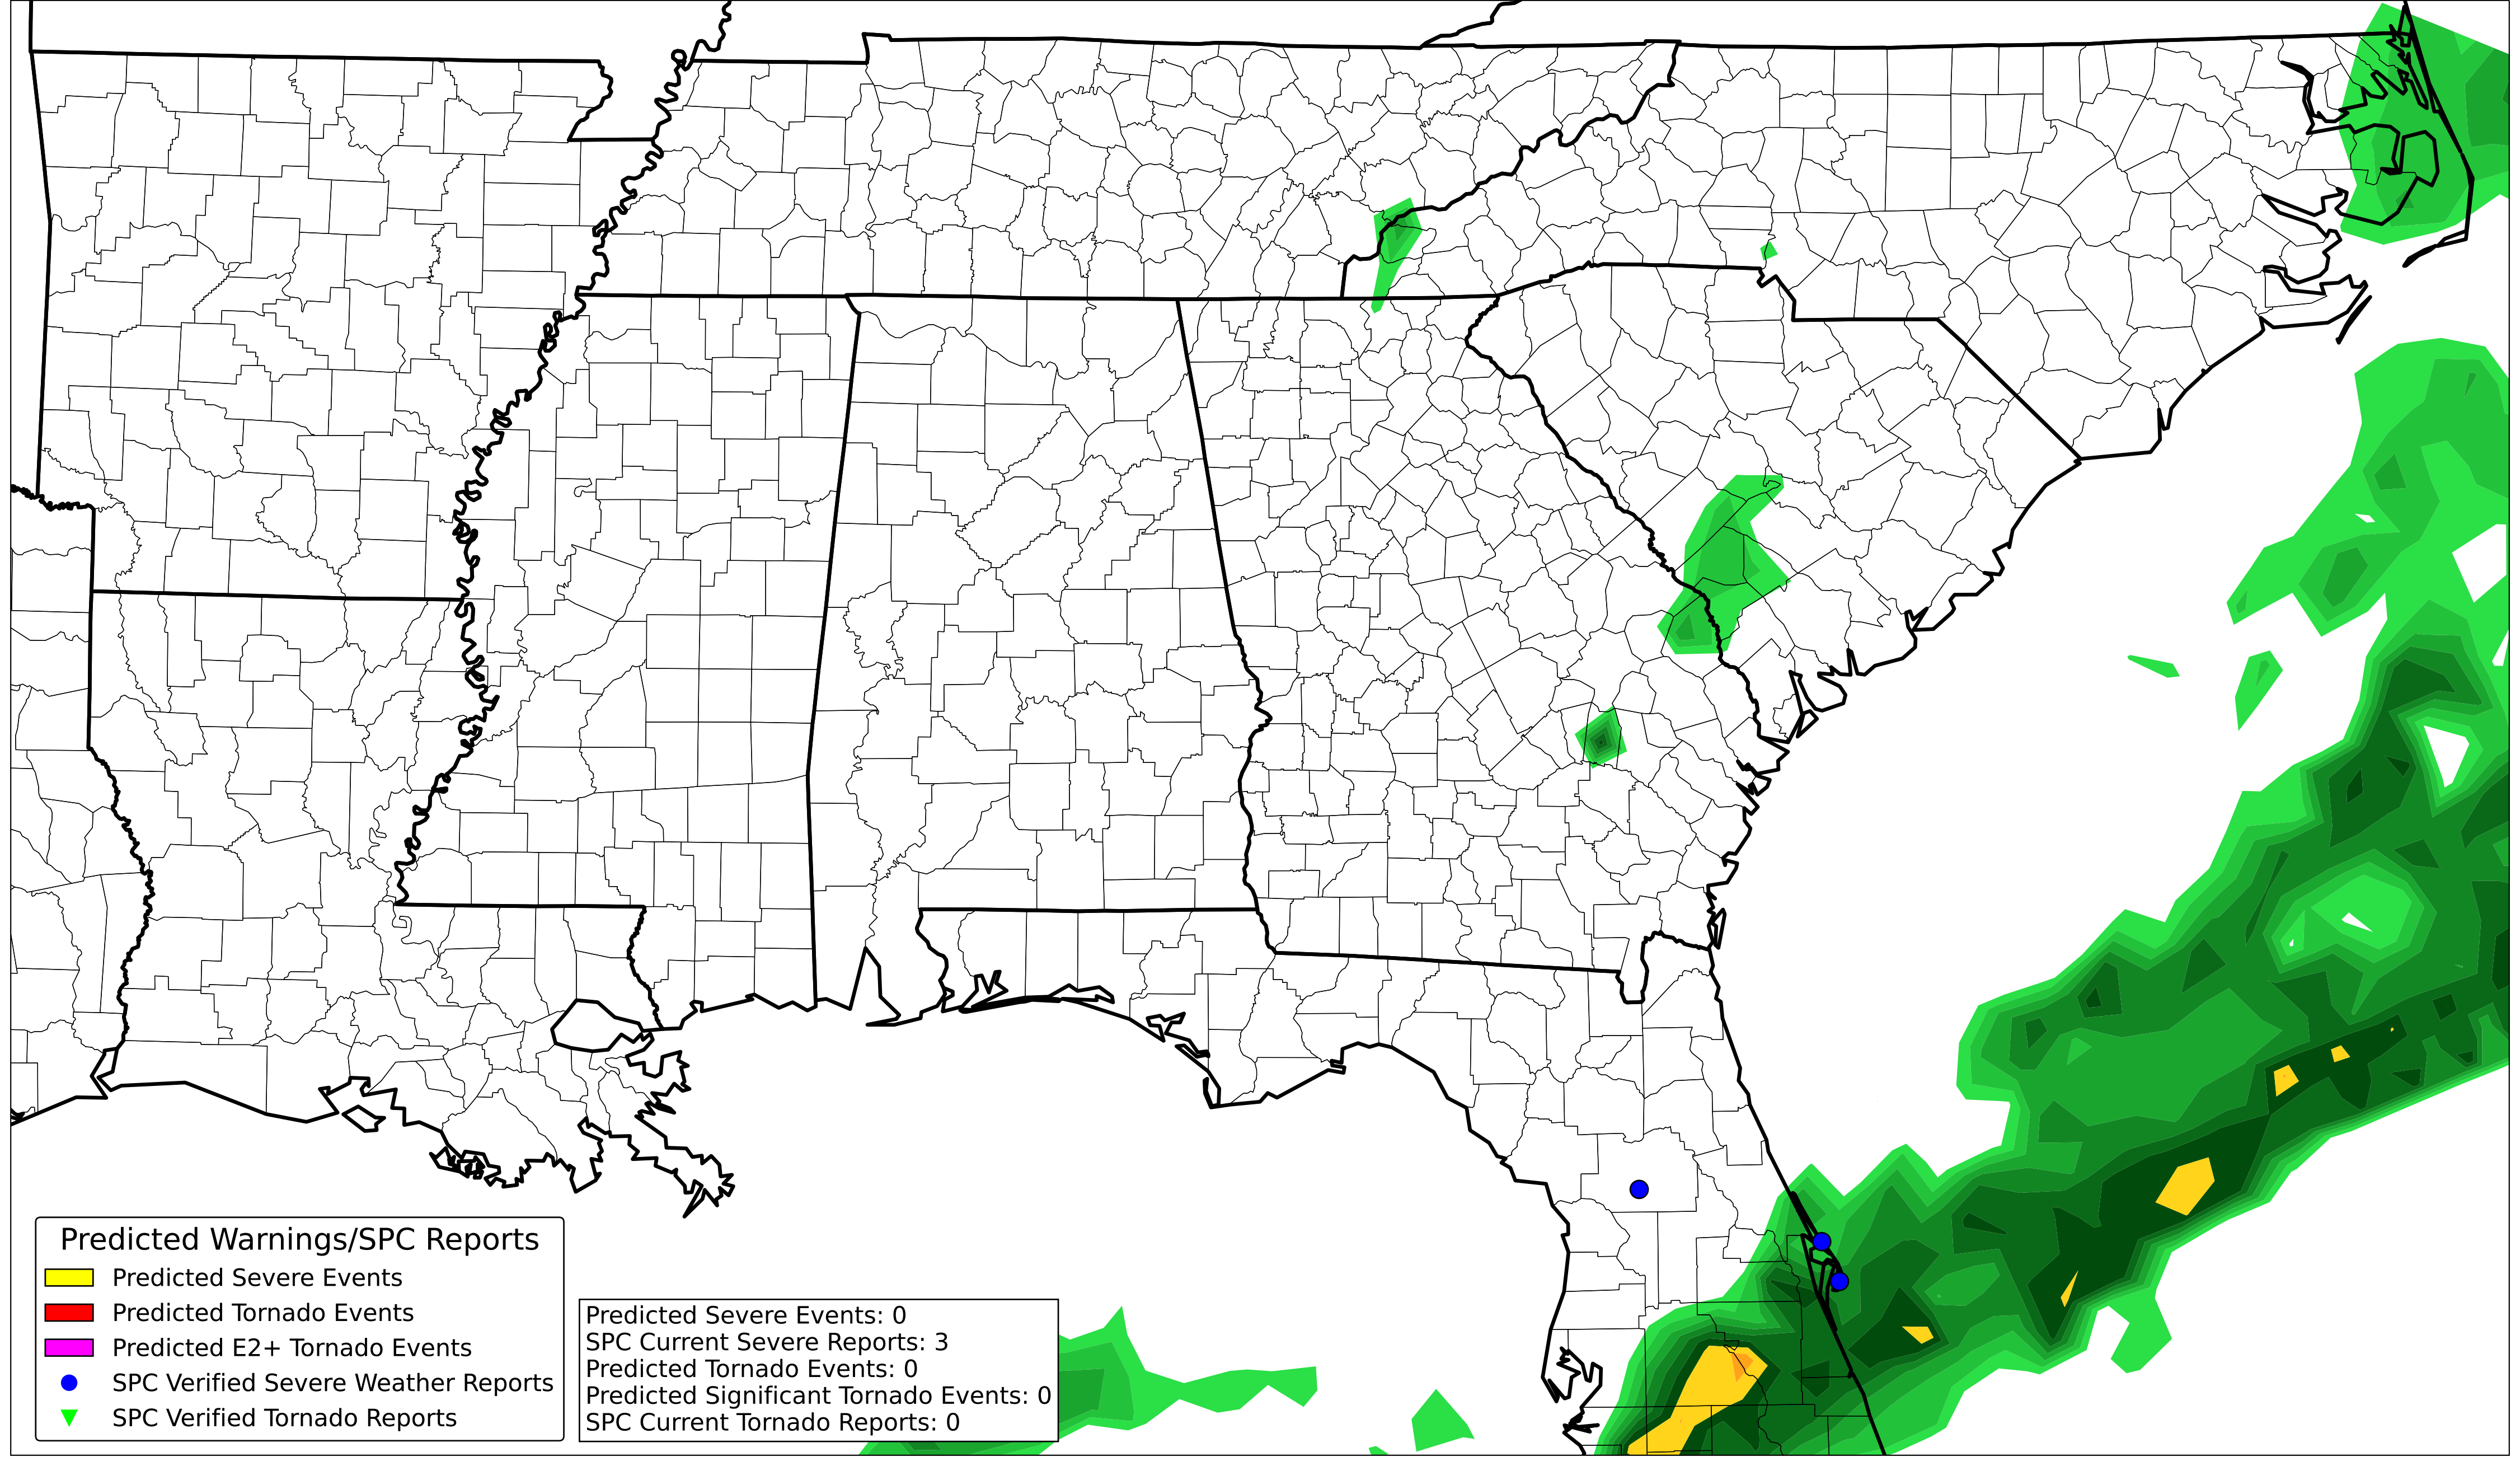 Predicted Warnings/SPC Reports
Predicted Severe Events
Predicted Tornado Events
Predicted E2+ Tornado Events
SPC Verified Severe Weather Reports
SPC Verified Tornado Reports
Predicted Severe Events: 0
SPC Current Severe Reports: 3
Predicted Tornado Events: 0
Predicted Significant Tornado Events: 0
SPC Current Tornado Reports: 0